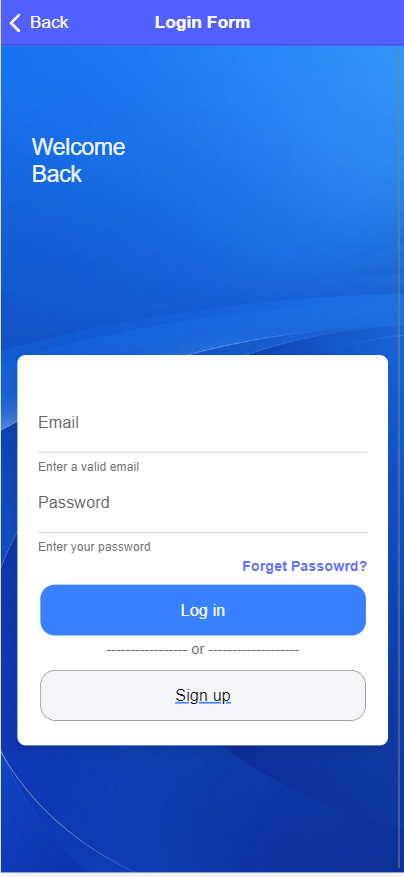 Back
Login Form
Welcome
Back
Email
Enter a valid email
Password
Enter your password
Forget Passowrd?
Log in
----------------- or -------------------
Sign up